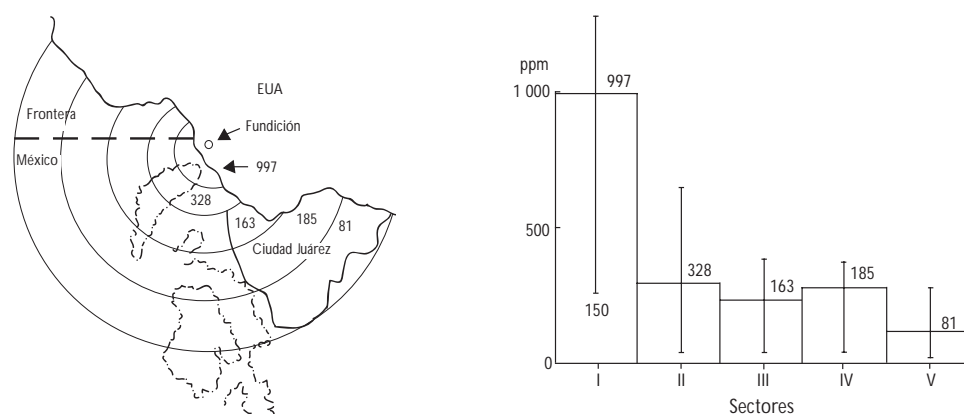 EUA
Frontera
Fundición
México
997
328
163
185
81
Ciudad Juárez
ppm
1 000
997
500
328
163
185
150
81
0
I II III IV V
Sectores